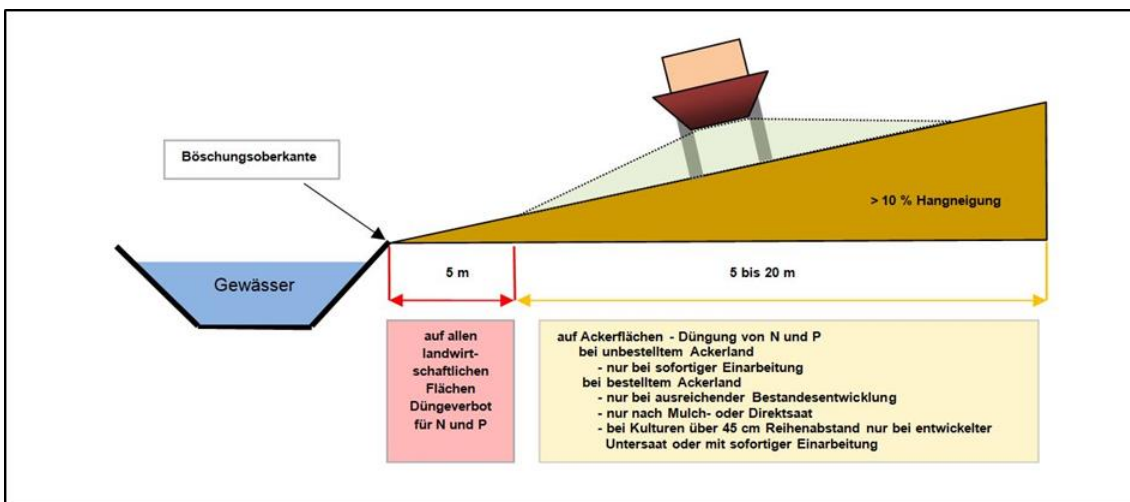 Böschungsoberkante
> 10 % Hangneigung
Gewässer
5 m
5 bis 20 m
auf allen
landwirt-
schaftlichen
Flächen
Düngeverbot
für N und P
auf Ackerflächen - Düngung von N und P
bei unbestelltem Ackerland
- nur bei sofortiger Einarbeitung
bei bestelltem Ackerland
- nur bei ausreichender Bestandesentwicklung
- nur nach Mulch- oder Direktsaat
- bei Kulturen über 45 cm Reihenabstand nur bei entwickelter
Untersaat oder mit sofortiger Einarbeitung